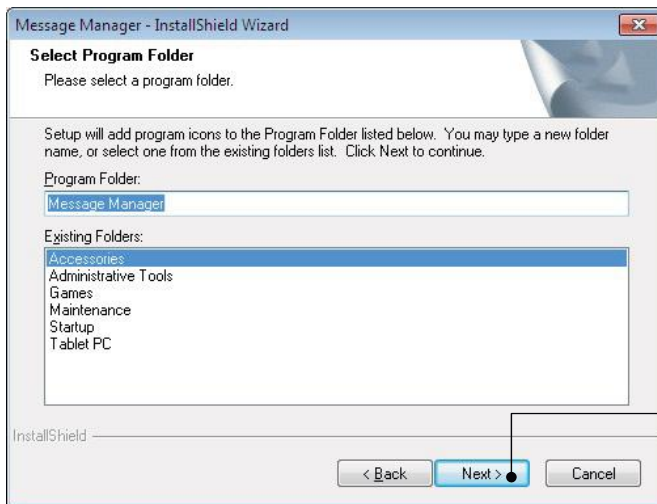 Message Manager - InstallShield Wizard
Select Program Folder
Please select a program folder.
Setup will add program icons to the Program Folder listed below. You may type a new folder
name, or select one from the existing folders list. Click Next to continue.
Program Folder:
Message Manager
Existing Folders:
Accessories
Administrative Tools
Games
Maintenance
Startup
Tablet PC
InstallShield
< Back
Next >
Cancel